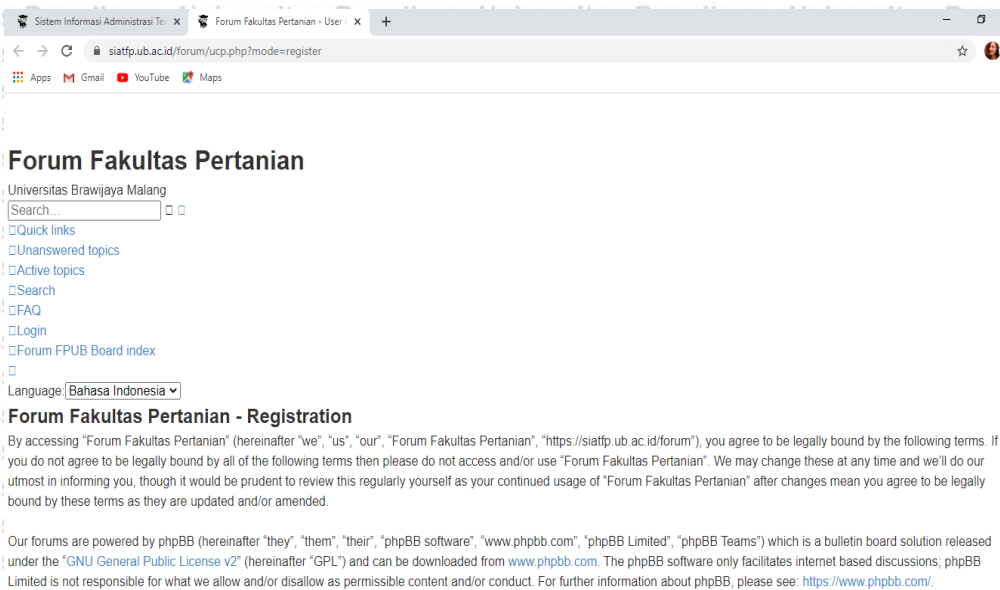 Sistem Informasi Administrasi Te
Forum Fakultas Pertanian - User
siatfp.ub.ac.id/forum/ucp.php?mode=register
Apps Gmail YouTube Maps
Forum Fakultas Pertanian
Universitas Brawijaya Malang
Search…
Quick links
Unanswered topics
Active topics
Search
FAQ
Login
Forum FPUB Board index
Language: Bahasa Indonesia
Forum Fakultas Pertanian - Registration
By accessing “Forum Fakultas Pertanian” (hereinafter “we”, “us”, “our”, “Forum Fakultas Pertanian”, “https://siatfp.ub.ac.id/forum”), you agree to be legally bound by the following terms. If
you do not agree to be legally bound by all of the following terms then please do not access and/or use “Forum Fakultas Pertanian”. We may change these at any time and we’ll do our
utmost in informing you, though it would be prudent to review this regularly yourself as your continued usage of “Forum Fakultas Pertanian” after changes mean you agree to be legally
bound by these terms as they are updated and/or amended.
Our forums are powered by phpBB (hereinafter “they”, “them”, “their”, “phpBB software”, “www.phpbb.com”, “phpBB Limited”, “phpBB Teams”) which is a bulletin board solution released
under the “GNU General Public License v2” (hereinafter “GPL”) and can be downloaded from www.phpbb.com. The phpBB software only facilitates internet based discussions; phpBB
Limited is not responsible for what we allow and/or disallow as permissible content and/or conduct. For further information about phpBB, please see: https://www.phpbb.com/.